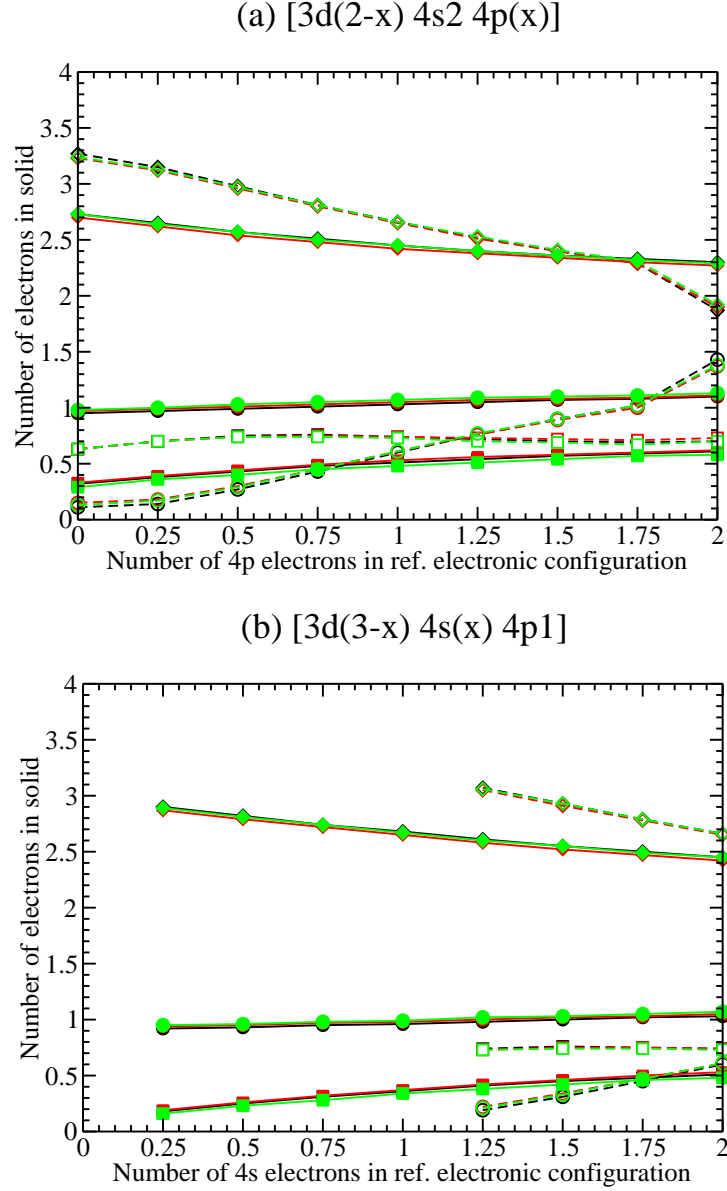 (a) [3d(2-x) 4s2 4p(x)]
4
3.5
3
2.5
2
1.5
1
0.5
0
Number of electrons in solid
0 0.25 0.5 0.75 1 1.25 1.5 1.75 2
Number of 4p electrons in ref. electronic configuration
(b) [3d(3-x) 4s(x) 4p1]
4
3.5
3
2.5
2
1.5
1
0.5
0
Number of electrons in solid
0 0.25 0.5 0.75 1 1.25 1.5 1.75 2
Number of 4s electrons in ref. electronic configuration